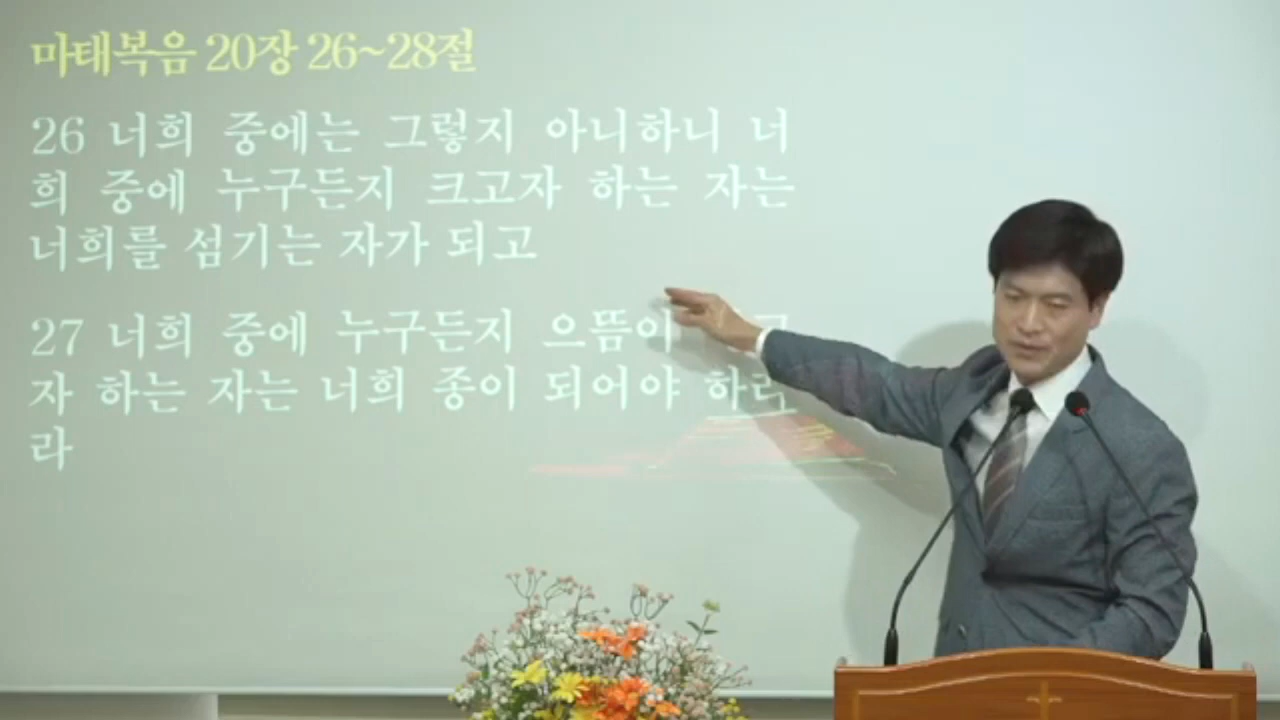 마태복음 20장 26~28절
26 너희 중에는 그렇지 아니하니 너
희 중에 누구든지 크고자 하는 자는
너희를 섬기는 자가 되고
27 너희 중에 누구든지 으뜸이
자 하는 자는 너희 종이 되어야 하리
라